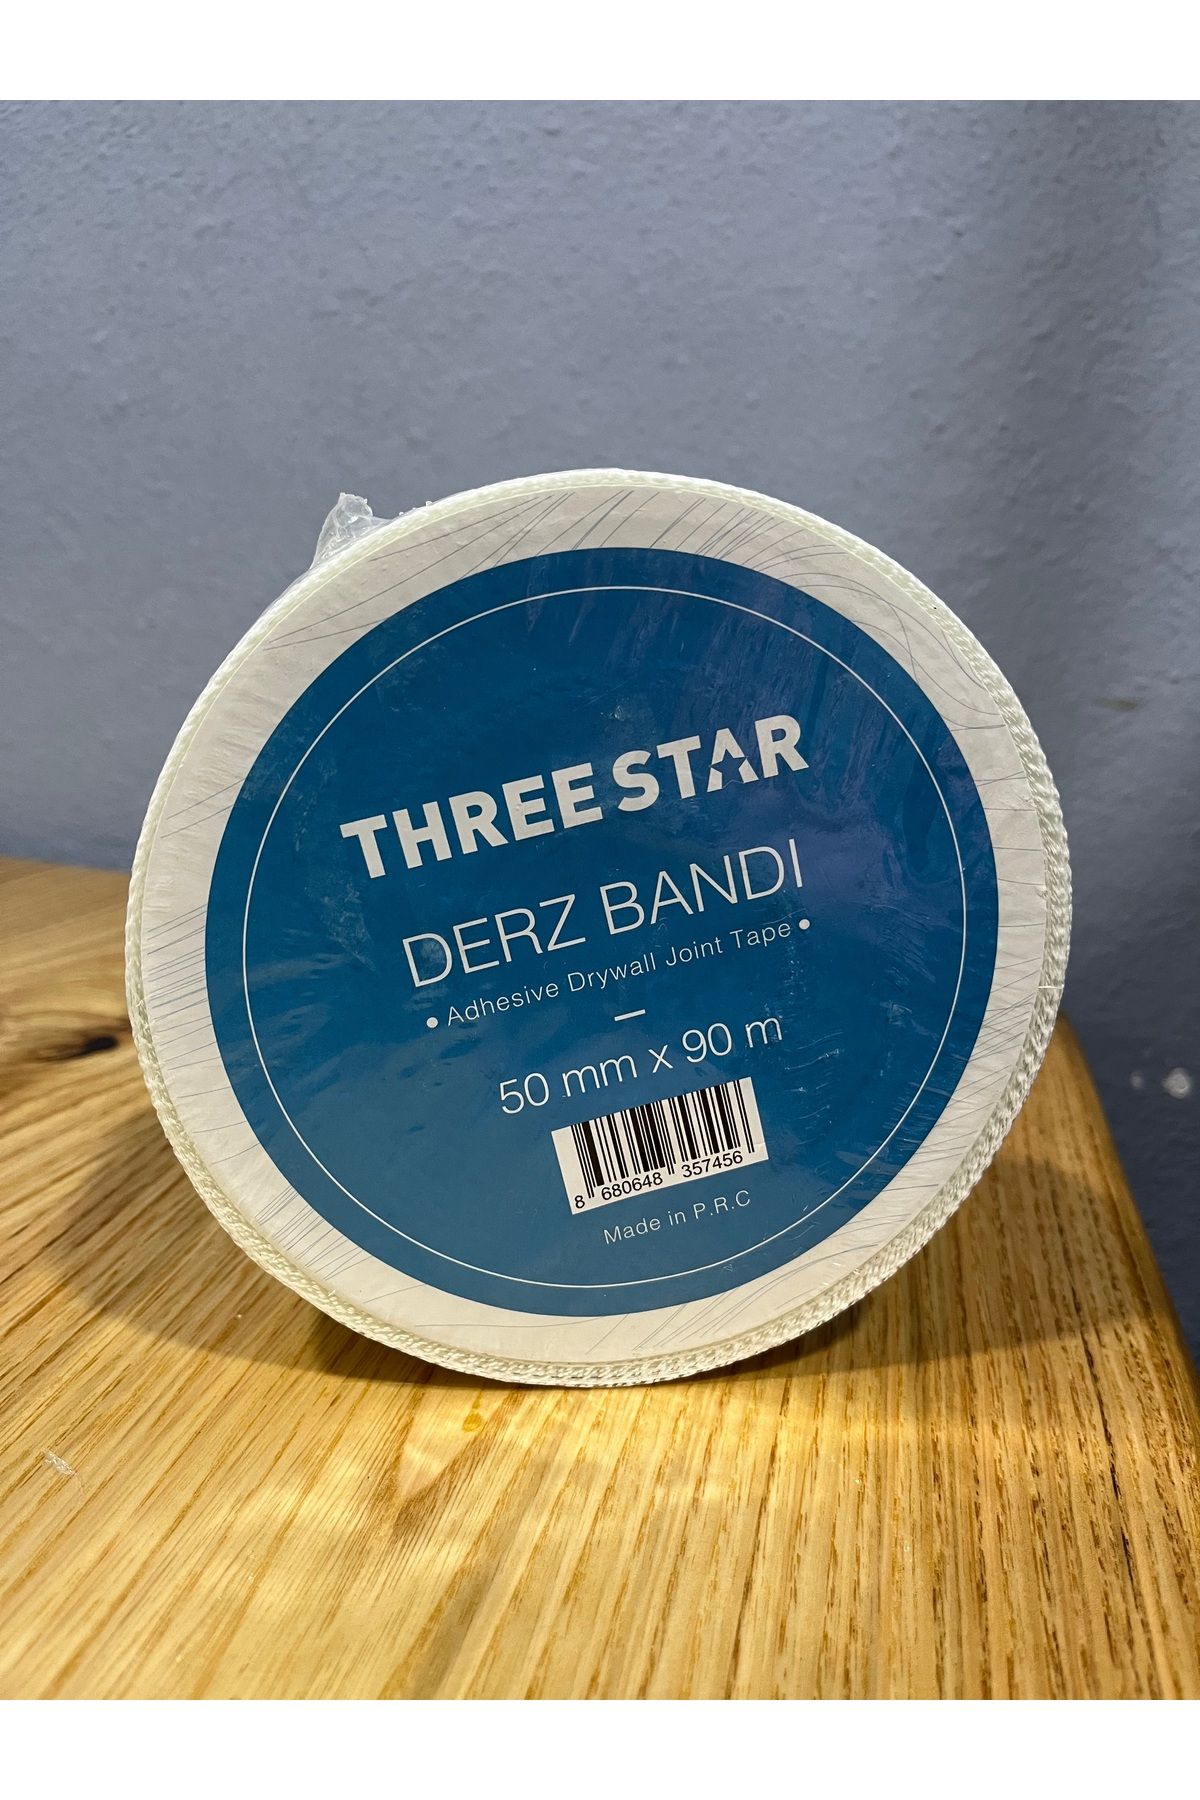 THREE STAR
DERZ BANDI
• Adhesive Drywall Joint Tape •
50 mm x 90 m
8 680648 357456
Made in P.R.C